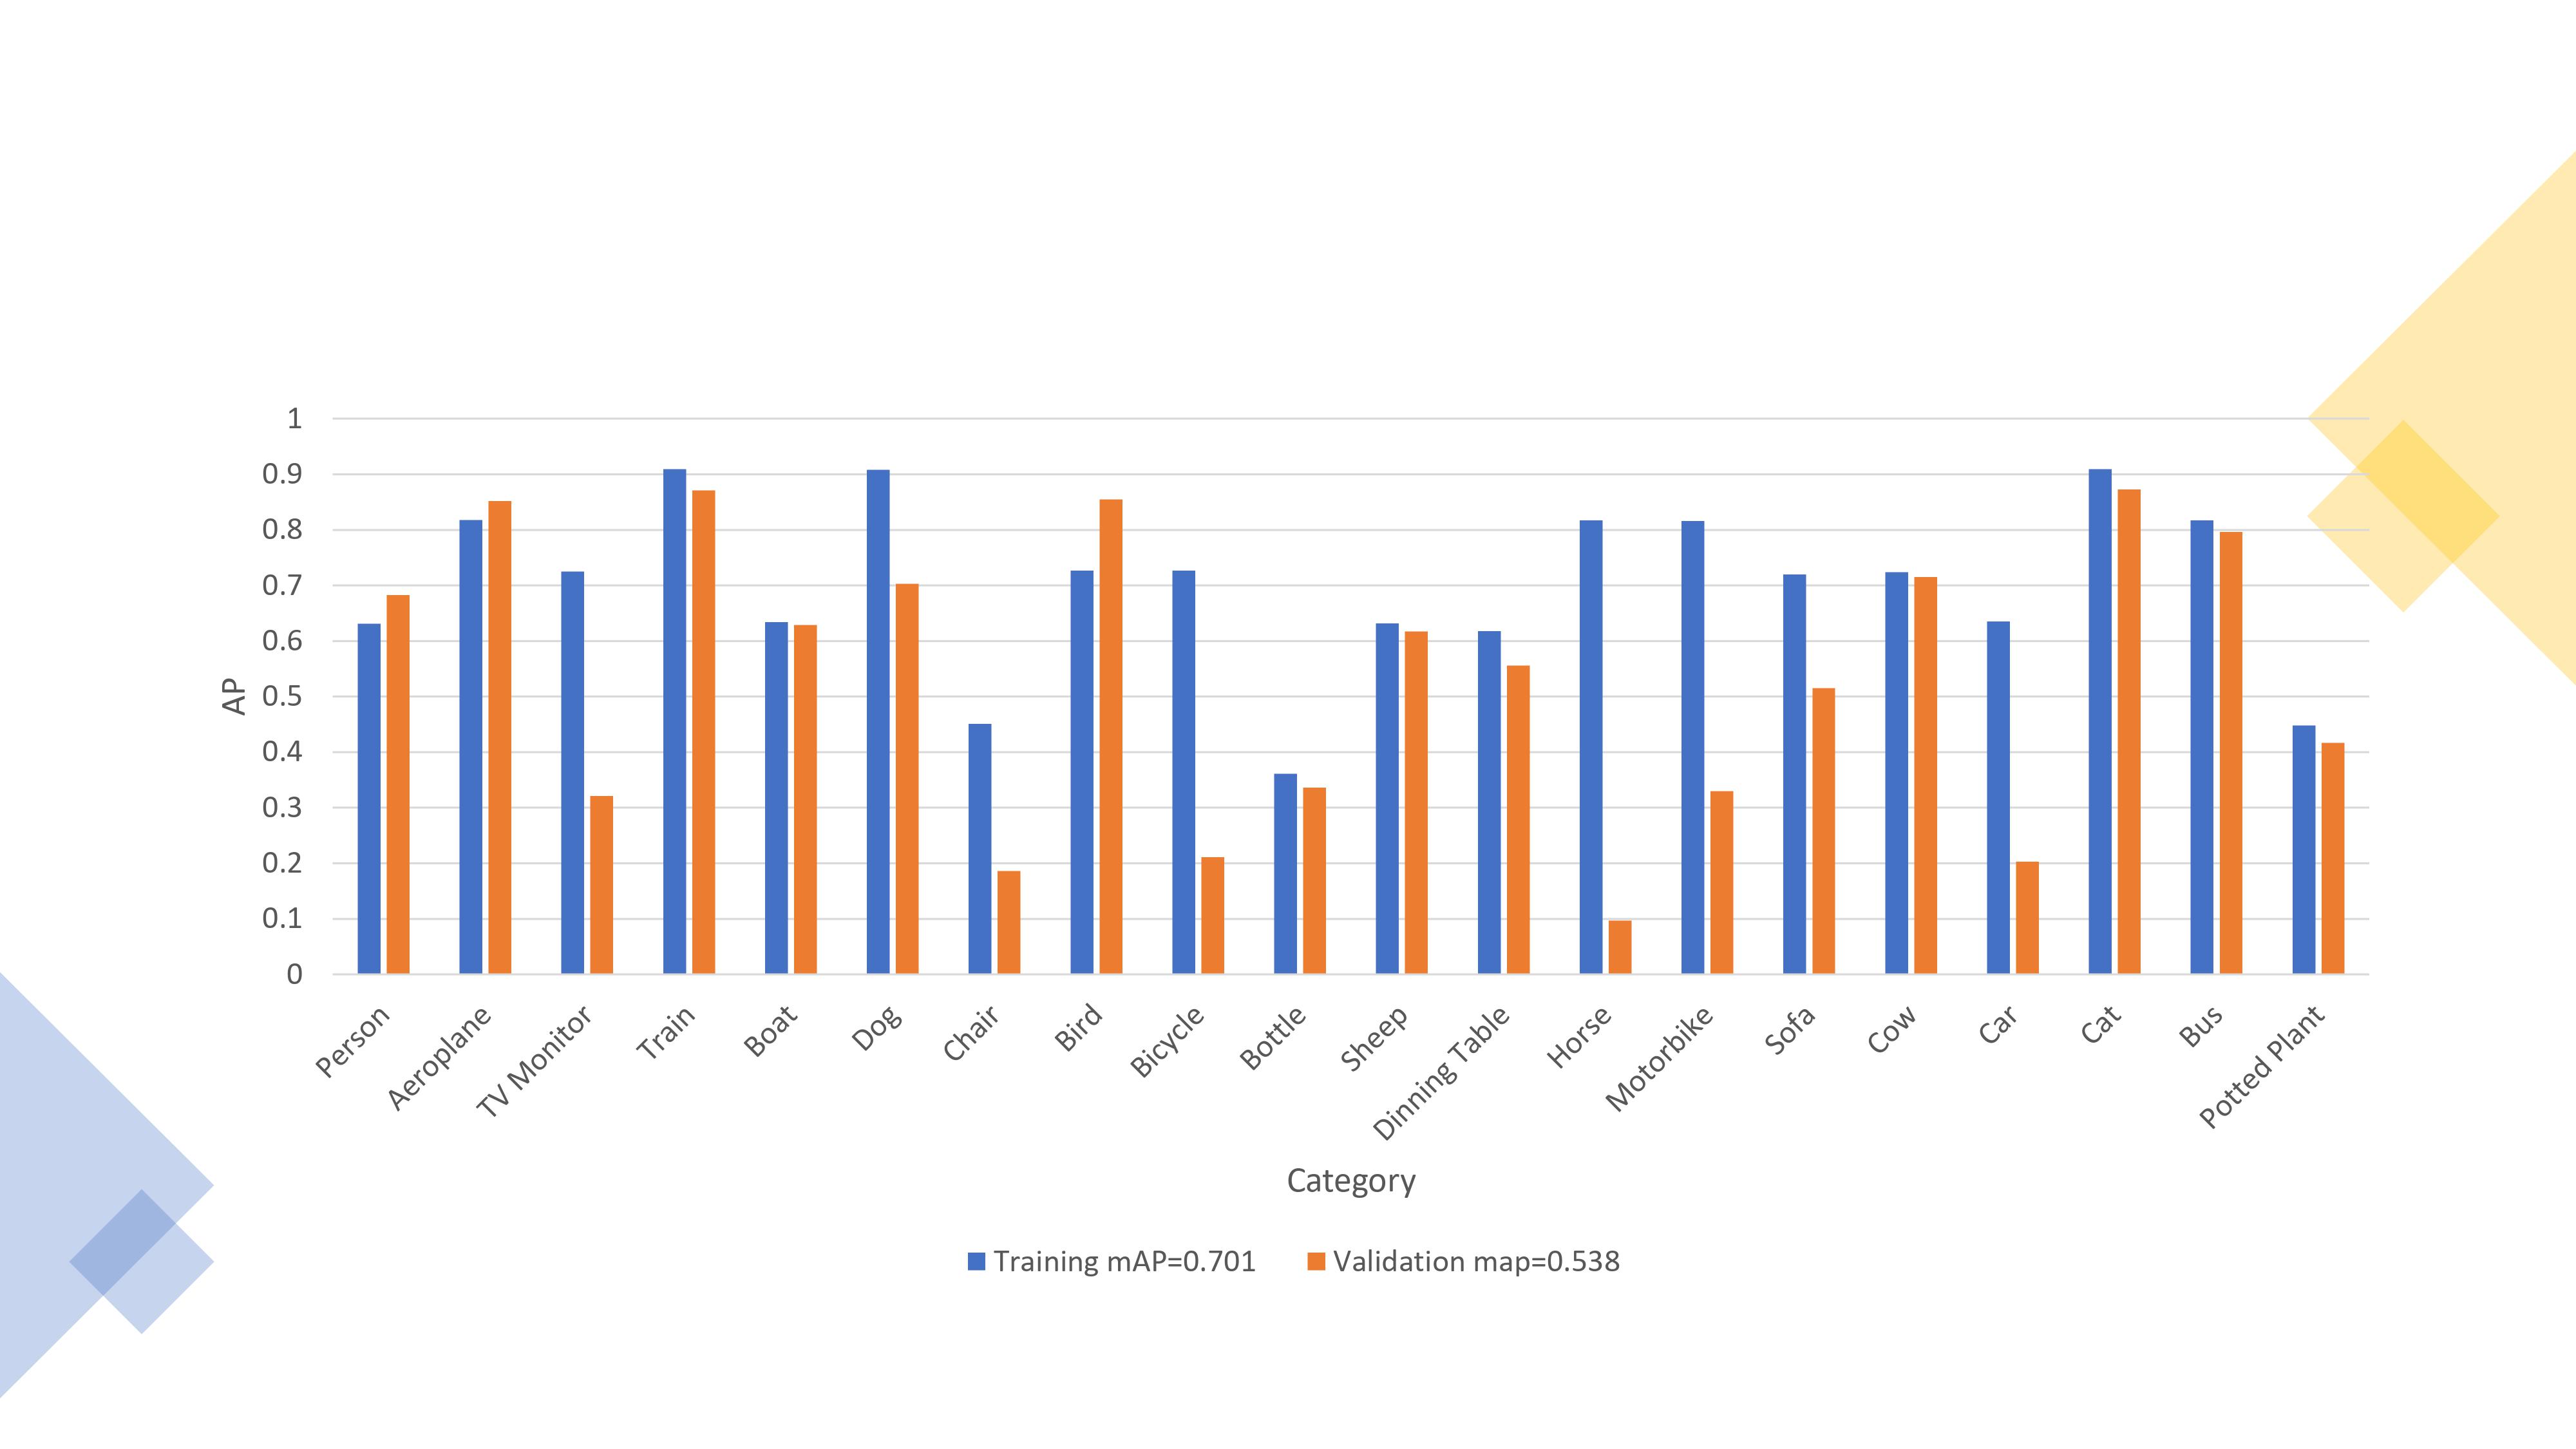 1
0.9
0.8
0.7
0.6
0.5
0.4
0.3
0.2
0.1
0
AP
Person
Aeroplane
TV Monitor
Train
Boat
Dog
Chair
Bird
Bicycle
Bottle
Sheep
Dinning Table
Horse
Motorbike
Sofa
Cow
Car
Cat
Bus
Potted Plant
Category
Training mAP=0.701
Validation map=0.538